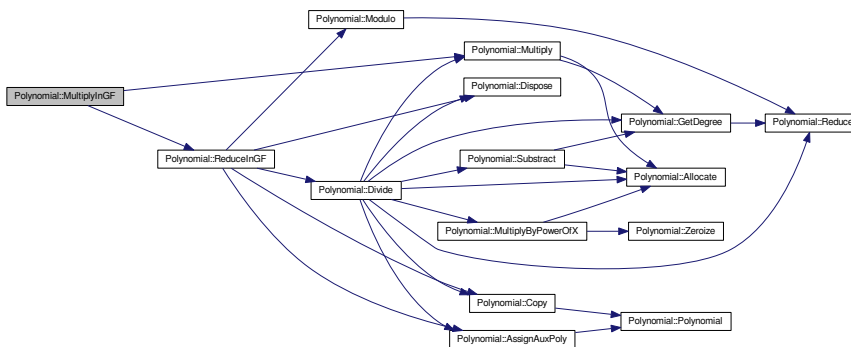 Polynomial::Modulo
Polynomial::Multiply
Polynomial::Dispose
Polynomial::MultiplyInGF
Polynomial::GetDegree
Polynomial::Reduce
Polynomial::ReduceInGF
Polynomial::Substract
Polynomial::Allocate
Polynomial::Divide
Polynomial::MultiplyByPowerOfX
Polynomial::Zeroize
Polynomial::Copy
Polynomial::Polynomial
Polynomial::AssignAuxPoly